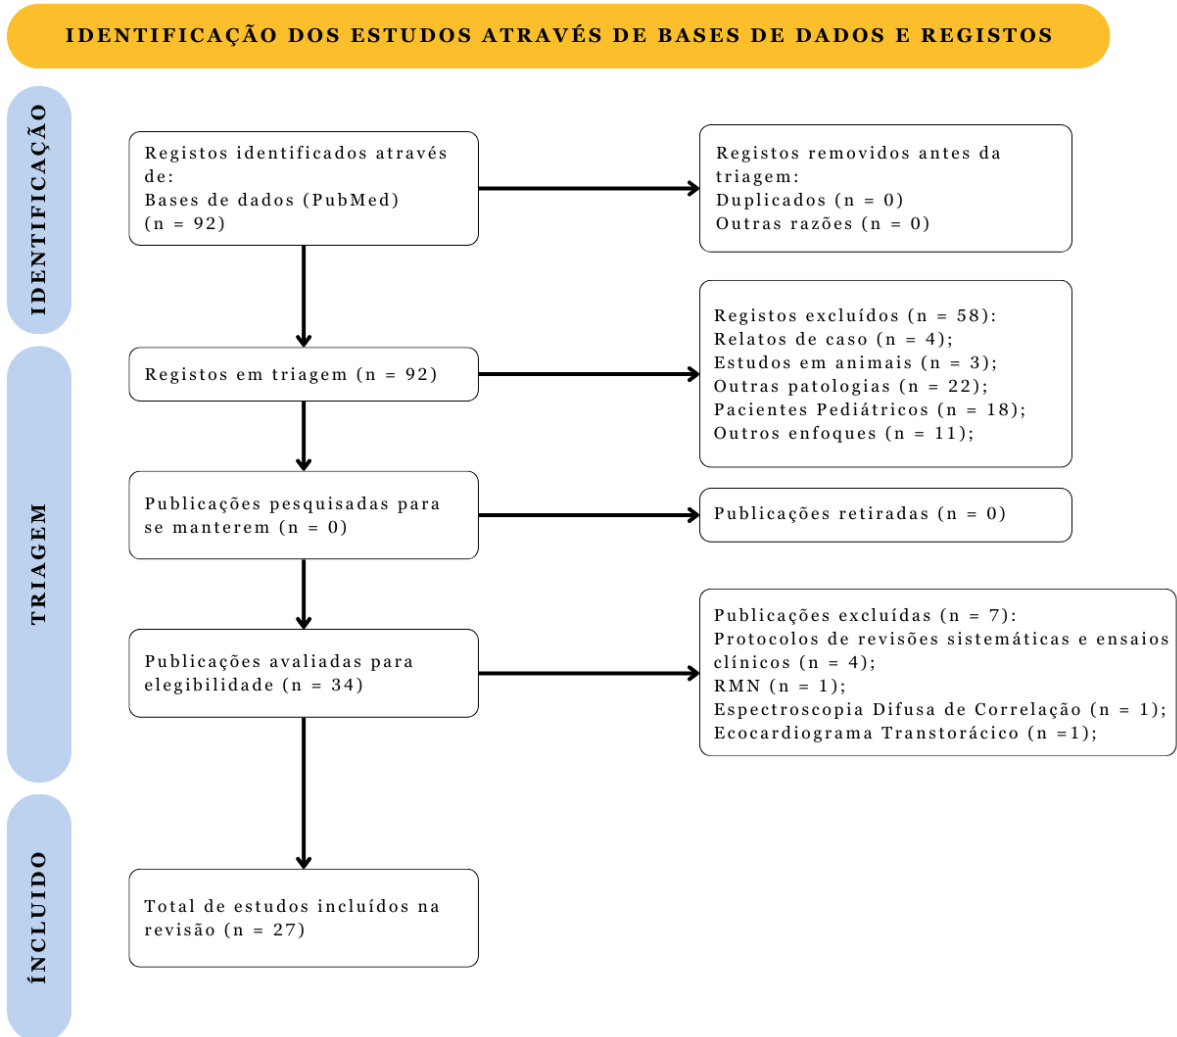 IDENTIFICAÇÃO DOS ESTUDOS ATRAVÉS DE BASES DE DADOS E REGISTOS
IDENTIFICAÇÃO
Registos identificados através
de:
Bases de dados (PubMed)
(n = 92)
Registos removidos antes da
triagem:
Duplicados (n = 0)
Outras razões (n = 0)
TRIAGEM
Registos em triagem (n = 92)
Registos excluídos (n = 58):
Relatos de caso (n = 4);
Estudos em animais (n = 3);
Outras patologias (n = 22);
Pacientes Pediátricos (n = 18);
Outros enfoques (n = 11);
Publicações pesquisadas para
se manterem (n = 0)
Publicações retiradas (n = 0)
Publicações avaliadas para
elegibilidade (n = 34)
Publicações excluídas (n = 7):
Protocolos de revisões sistemáticas e ensaios
clínicos (n = 4);
RMN (n = 1);
Espectroscopia Difusa de Correlação (n = 1);
Ecocardiograma Transtorácico (n =1);
ÍNCLUIDO
Total de estudos incluídos na
revisão (n = 27)